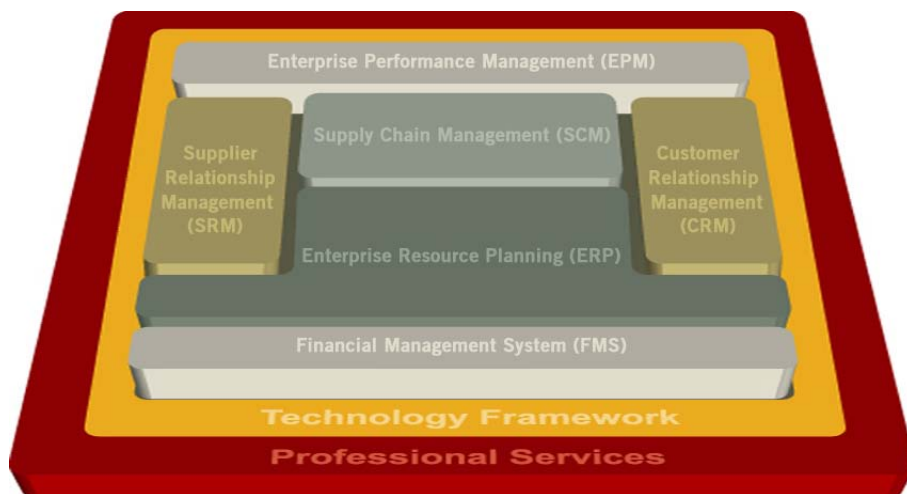 Enterprise Performance Management (EPM)
Supply Chain Management (SCM)
Supplier
Relationship
Management
(SRM)
Customer
Relationship
Management
(CRM)
Enterprise Resource Planning (ERP)
Financial Management System (FMS)
Technology Framework
Professional Services